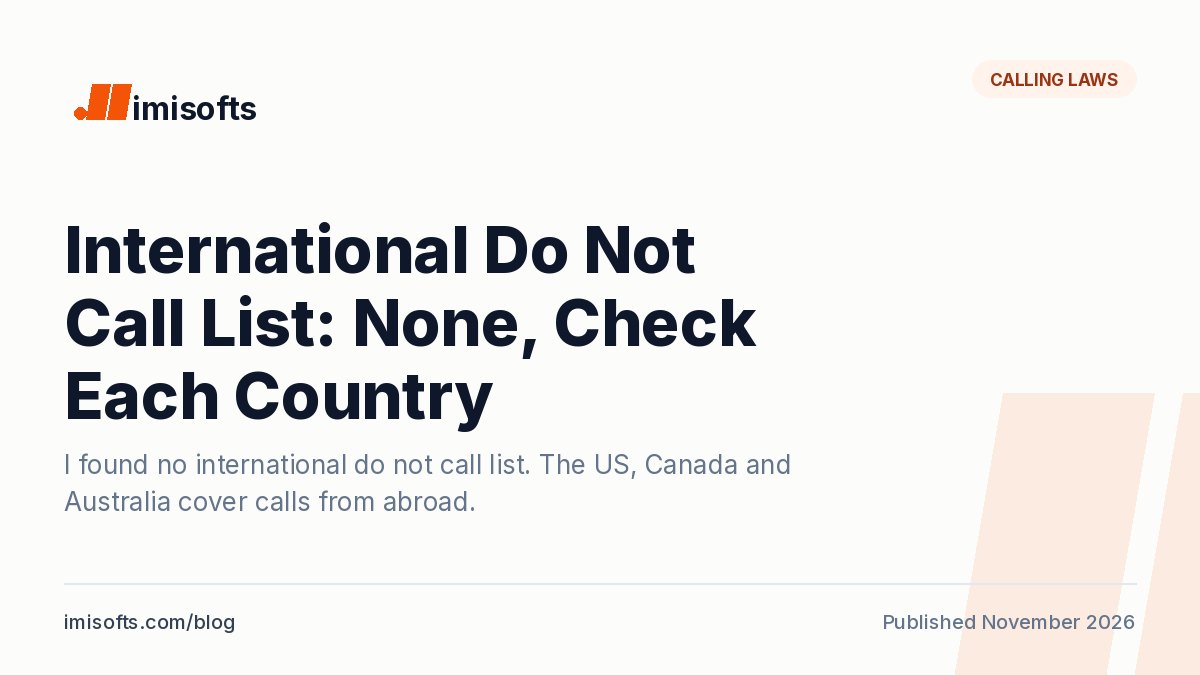 imisofts
CALLING LAWS
International Do Not
Call List: None, Check
Each Country
I found no international do not call list. The US, Canada and
Australia cover calls from abroad.
imisofts.com/blog
Published November 2026